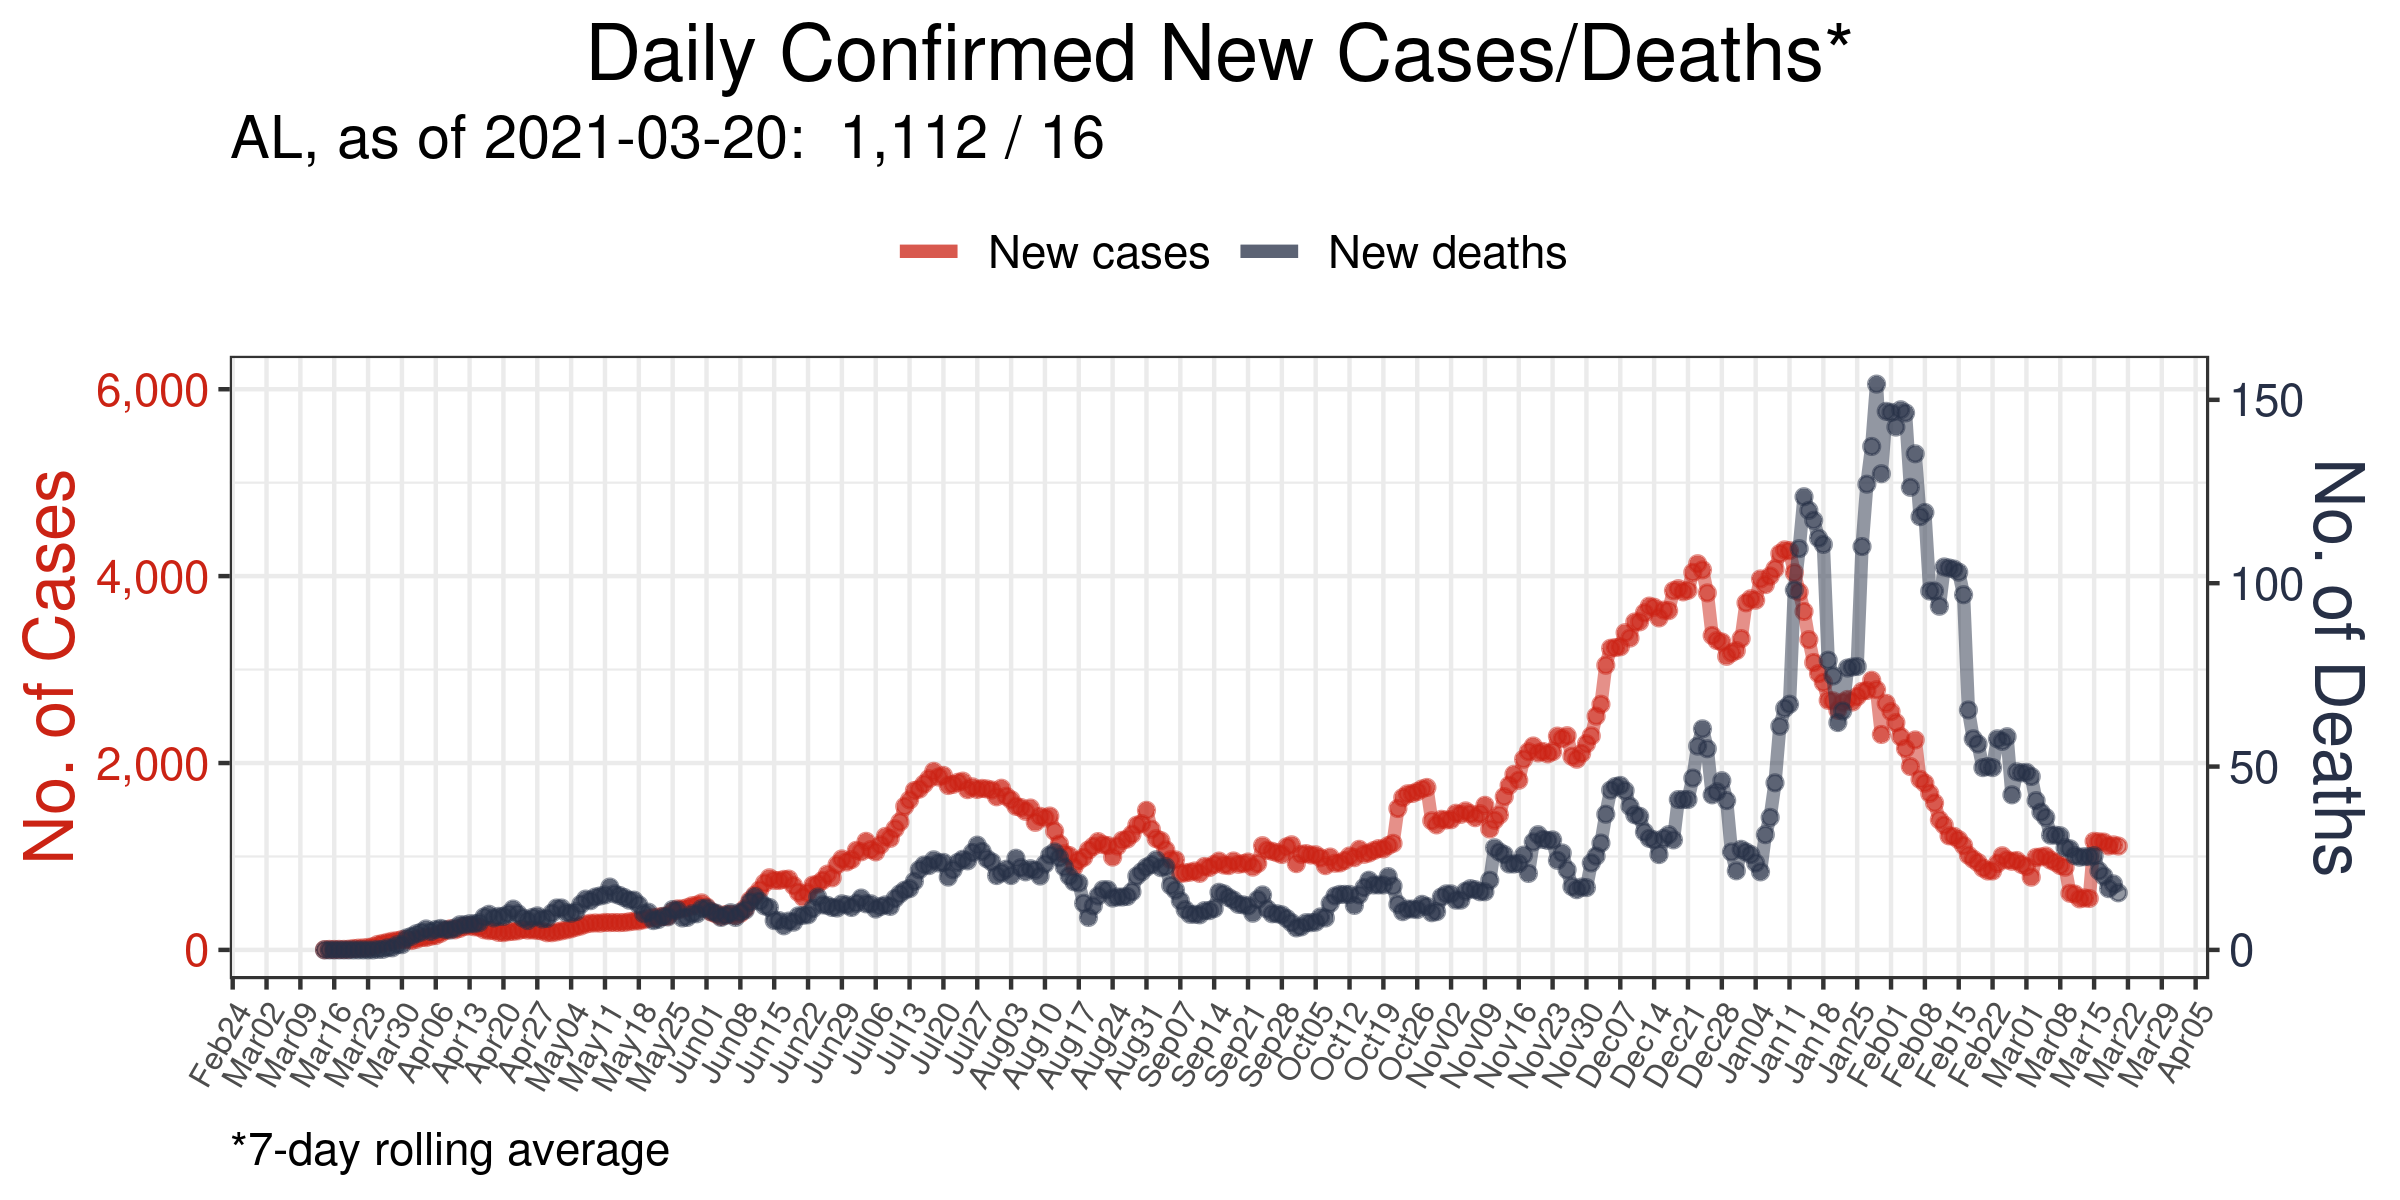 Daily Confirmed New Cases/Deaths*
AL, as of 2021-03-20:  1,112 / 16
New cases
New deaths
No. of Cases
6,000
4,000
2,000
0
150
100
50
0
No. of Deaths
Feb24
Mar02
Mar09
Mar16
Mar23
Mar30
Apr06
Apr13
Apr20
Apr27
May04
May11
May18
May25
Jun01
Jun08
Jun15
Jun22
Jun29
Jul06
Jul13
Jul20
Jul27
Aug03
Aug10
Aug17
Aug24
Aug31
Sep07
Sep14
Sep21
Sep28
Oct05
Oct12
Oct19
Oct26
Nov02
Nov09
Nov16
Nov23
Nov30
Dec07
Dec14
Dec21
Dec28
Jan04
Jan11
Jan18
Jan25
Feb01
Feb08
Feb15
Feb22
Mar01
Mar08
Mar15
Mar22
Mar29
Apr05
*7-day rolling average